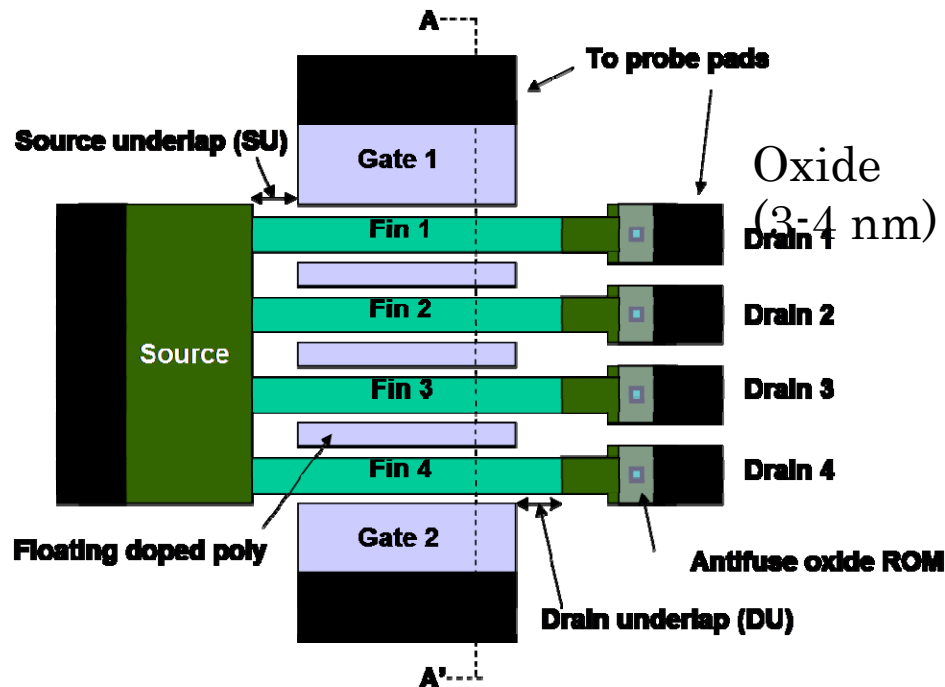 A
To probe pads
Source underlap (SU)
Gate 1
Oxide
(3-4 nm)
Fin 1
Drain 1
Fin 2
Drain 2
Source
Fin 3
Drain 3
Fin 4
Drain 4
Floating doped poly
Gate 2
Antifuse oxide ROM
Drain underlap (DU)
A'